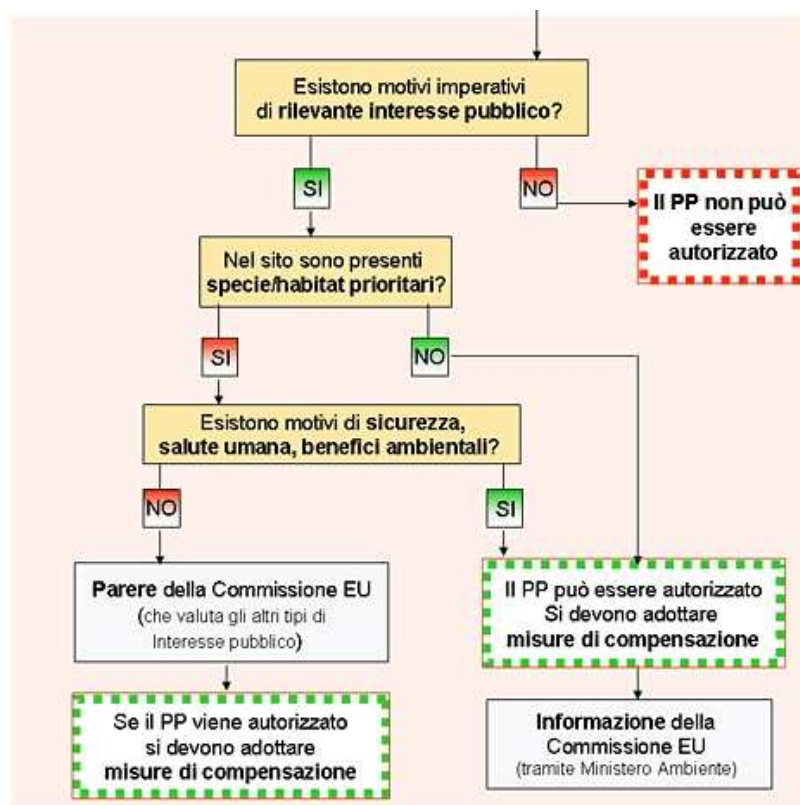 Esistono motivi imperativi
di rilevante interesse pubblico?
SI
NO
Il PP non può
essere
autorizzato
Nel sito sono presenti
specie/habitat prioritari?
SI
NO
Esistono motivi di sicurezza,
salute umana, benefici ambientali?
NO
SI
Parere della Commissione EU
(che valuta gli altri tipi di
Interesse pubblico)
Il PP può essere autorizzato
Si devono adottare
misure di compensazione
Se il PP viene autorizzato
si devono adottare
misure di compensazione
Informazione della
Commissione EU
(tramite Ministero Ambiente)